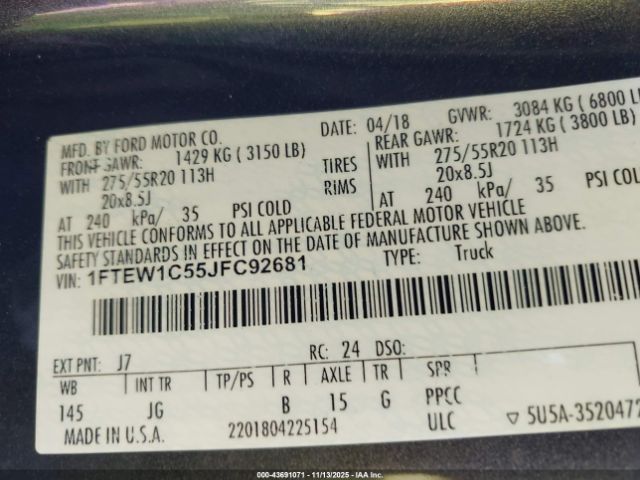 MFD. BY FORD MOTOR CO.
DATE: 04/18 GVWR: 3084 KG ( 6800 L
FRONT GAWR: 1429 KG ( 3150 LB)
REAR GAWR: 1724 KG ( 3800 LB)
WITH 275/55R20 113H TIRES WITH 275/55R20 113H
20x8.5J RIMS 20x8.5J
AT 240 kPa/ 35 PSI COLD AT 240 kPa/ 35 PSI COL
THIS VEHICLE CONFORMS TO ALL APPLICABLE FEDERAL MOTOR VEHICLE
SAFETY STANDARDS IN EFFECT ON THE DATE OF MANUFACTURE SHOWN ABOVE.
VIN: 1FTEW1C55JFC92681 TYPE: Truck
EXT PNT: J7 RC: 24 DSO:
WB INT TR TP/PS R AXLE TR SPR
145 JG B 15 G PPCC
MADE IN U.S.A. 2201804225154 ULC ▽ 5U5A-3520472
000-43691071 - 11/13/2025 - IAA Inc.